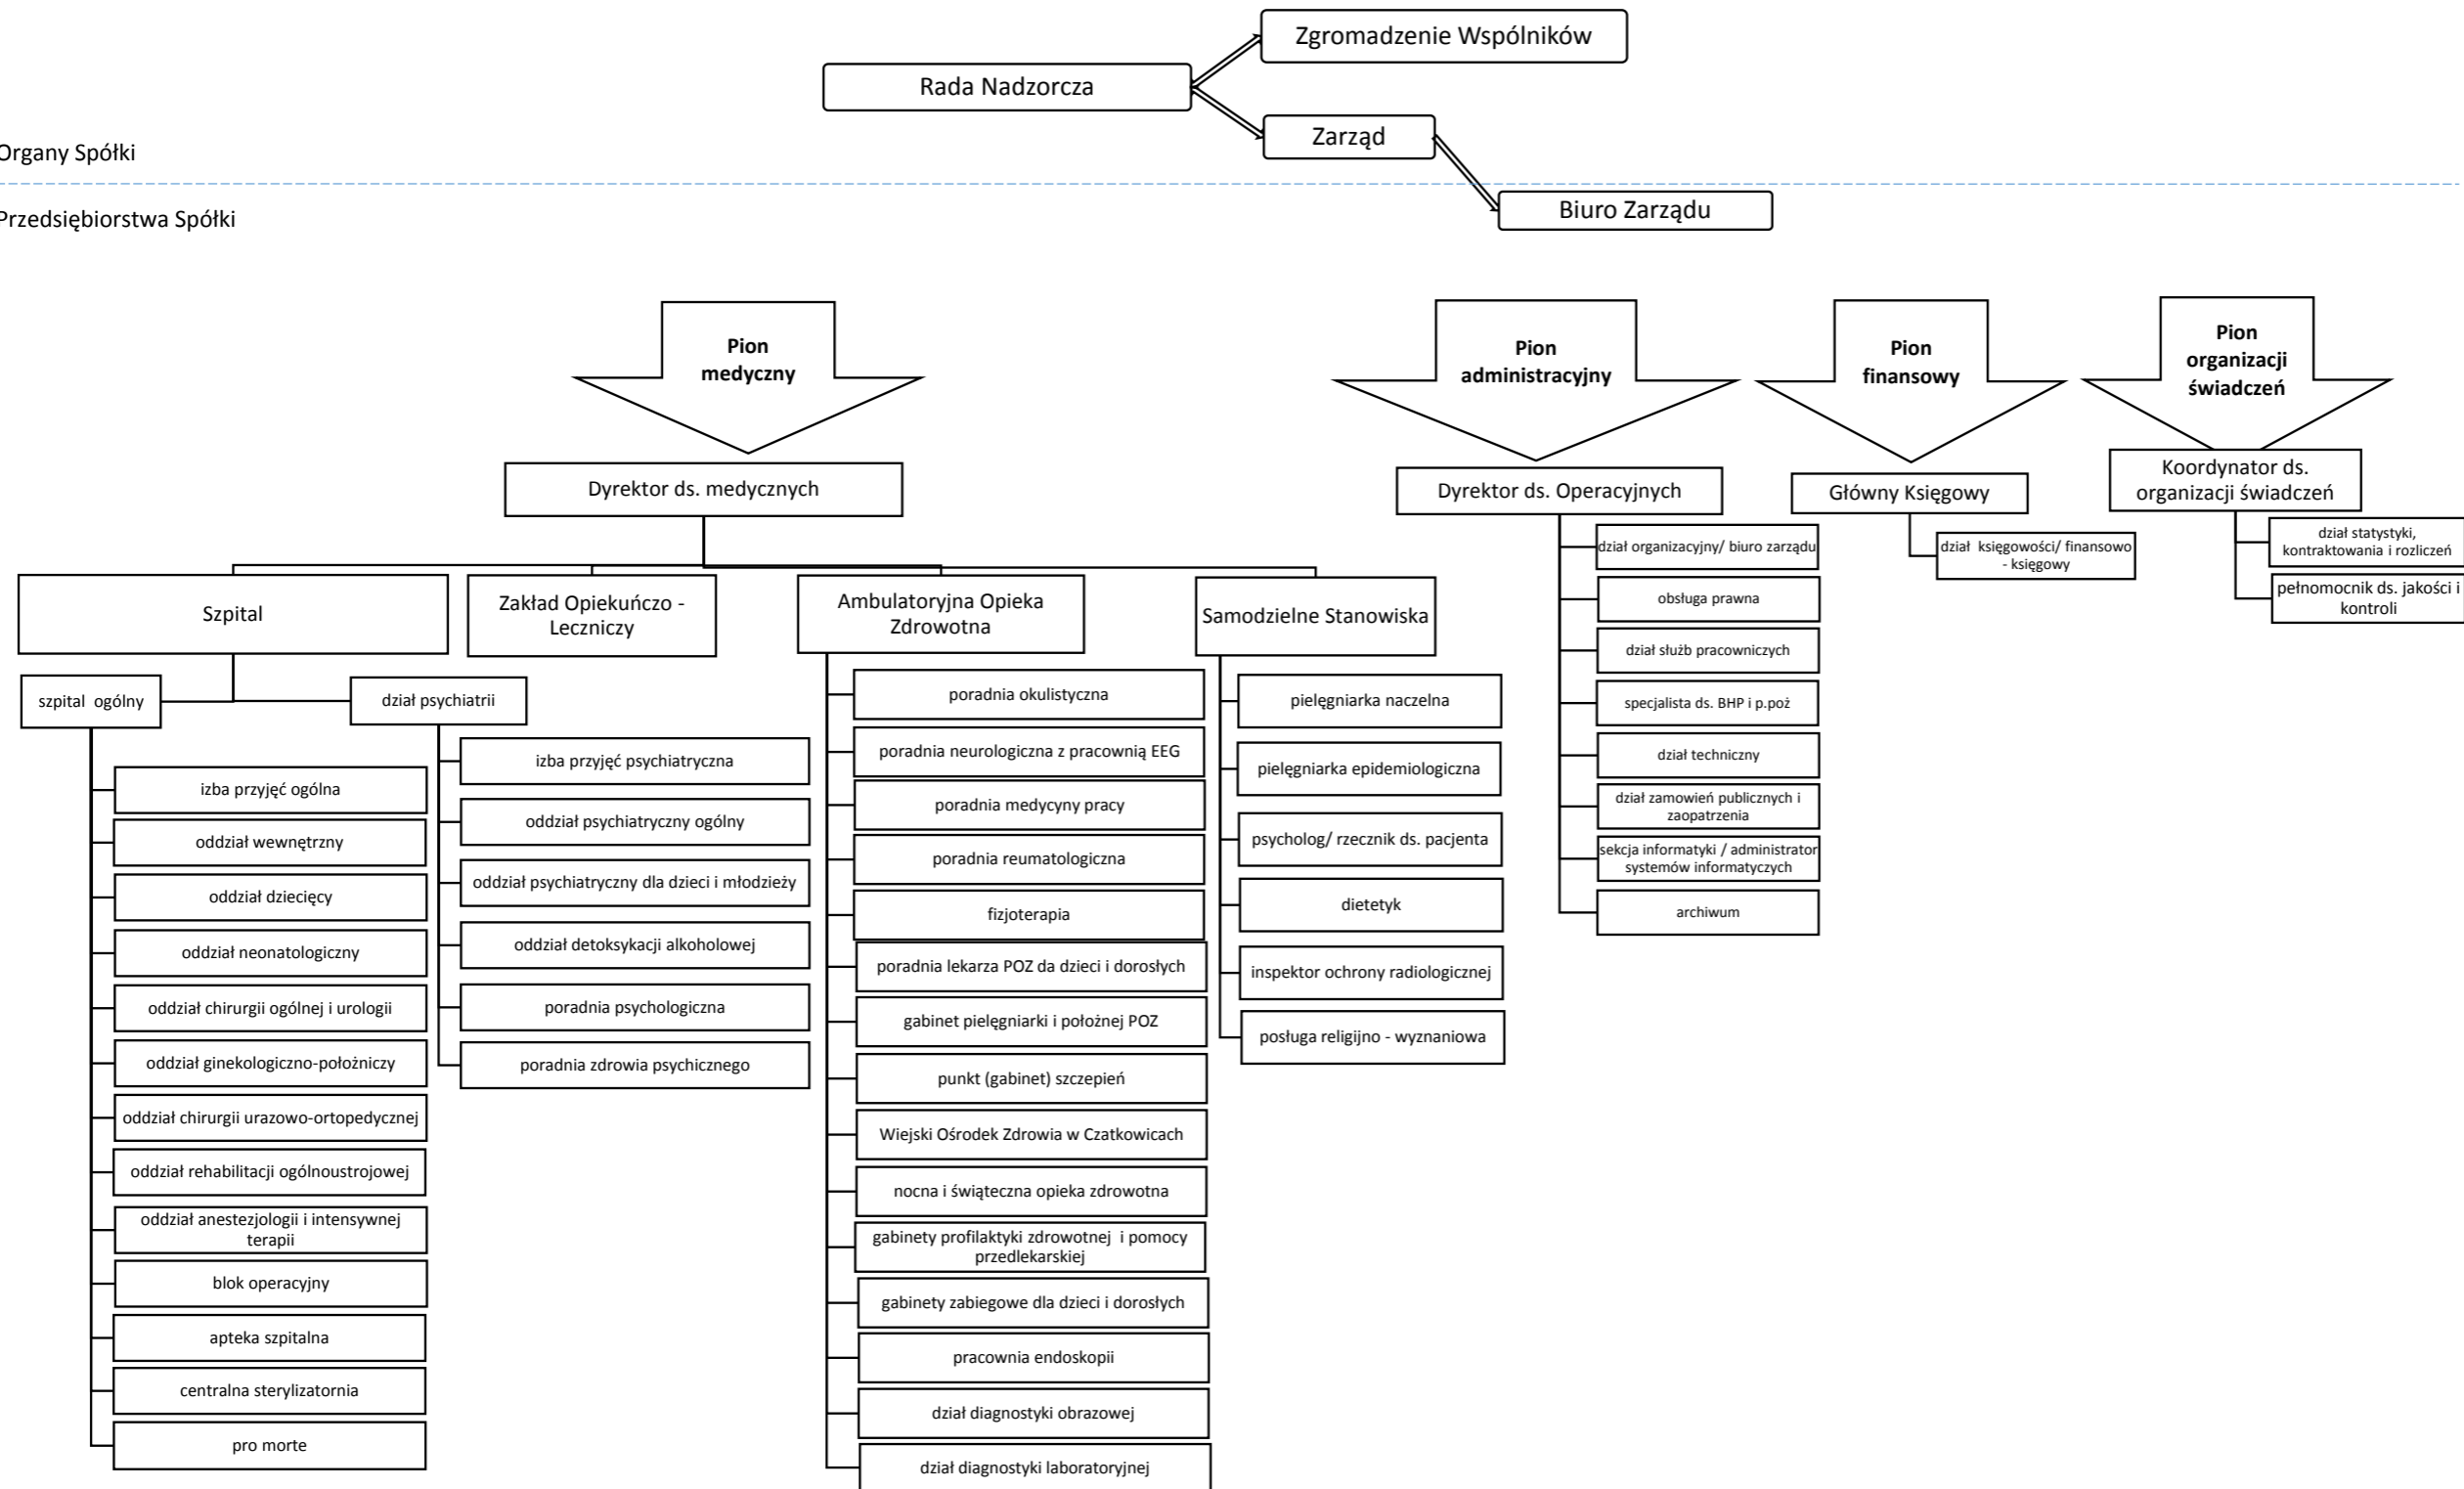 Zgromadzenie Wspólników
Rada Nadzorcza
Zarząd
Organy Spółki
Przedsiębiorstwa Spółki
Biuro Zarządu
Pion
medyczny
Pion
administracyjny
Pion
finansowy
Pion
organizacji
świadczeń
Dyrektor ds. medycznych
Dyrektor ds. Operacyjnych
Główny Księgowy
Koordynator ds.
organizacji świadczeń
Szpital
Zakład Opiekuńczo -
Leczniczy
Ambulatoryjna Opieka
Zdrowotna
Samodzielne Stanowiska
szpital ogólny
dział psychiatrii
izba przyjęć ogólna
oddział wewnętrzny
oddział dziecięcy
oddział neonatologiczny
oddział chirurgii ogólnej i urologii
oddział ginekologiczno-położniczy
oddział chirurgii urazowo-ortopedycznej
oddział rehabilitacji ogólnoustrojowej
oddział anestezjologii i intensywnej
terapii
blok operacyjny
apteka szpitalna
centralna sterylizatornia
pro morte
izba przyjęć psychiatryczna
oddział psychiatryczny ogólny
oddział psychiatryczny dla dzieci i młodzieży
oddział detoksykacji alkoholowej
poradnia psychologiczna
poradnia zdrowia psychicznego
poradnia okulistyczna
poradnia neurologiczna z pracownią EEG
poradnia medycyny pracy
poradnia reumatologiczna
fizjoterapia
poradnia lekarza POZ da dzieci i dorosłych
gabinet pielęgniarki i położnej POZ
punkt (gabinet) szczepień
Wiejski Ośrodek Zdrowia w Czatkowicach
nocna i świąteczna opieka zdrowotna
gabinety profilaktyki zdrowotnej i pomocy
przedlekarskiej
gabinety zabiegowe dla dzieci i dorosłych
pracownia endoskopii
dział diagnostyki obrazowej
dział diagnostyki laboratoryjnej
pielęgniarka naczelna
pielęgniarka epidemiologiczna
psycholog/ rzecznik ds. pacjenta
dietetyk
inspektor ochrony radiologicznej
posługa religijno - wyznaniowa
dział organizacyjny/ biuro zarządu
obsługa prawna
dział służb pracowniczych
specjalista ds. BHP i p.poż
dział techniczny
dział zamowień publicznych i
zaopatrzenia
sekcja informatyki / administrator
systemów informatyczych
archiwum
dział księgowości/ finansowo
- księgowy
dział statystyki,
kontraktowania i rozliczeń
pełnomocnik ds. jakości i
kontroli